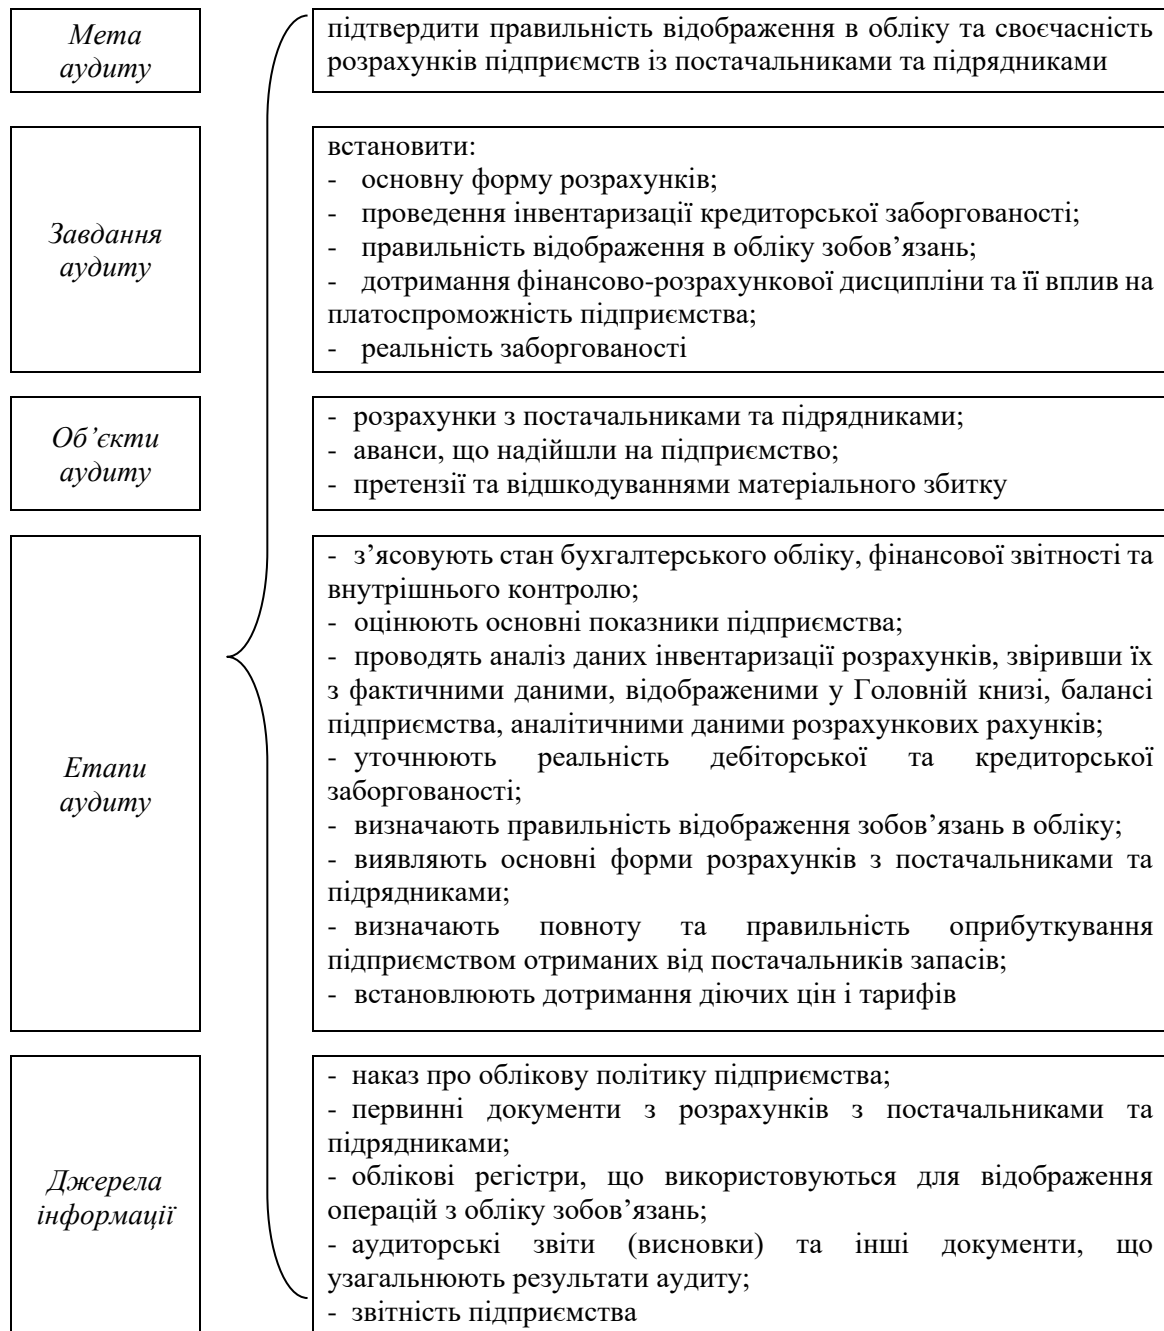 Мета
аудиту
підтвердити правильність відображення в обліку та своєчасність
розрахунків підприємств із постачальниками та підрядниками
Завдання
аудиту
встановити:
- основну форму розрахунків;
- проведення інвентаризації кредиторської заборгованості;
- правильність відображення в обліку зобов’язань;
- дотримання фінансово-розрахункової дисципліни та її вплив на
платоспроможність підприємства;
- реальність заборгованості
Об’єкти
аудиту
- розрахунки з постачальниками та підрядниками;
- аванси, що надійшли на підприємство;
- претензії та відшкодуваннями матеріального збитку
Етапи
аудиту
- з’ясовують стан бухгалтерського обліку, фінансової звітності та
внутрішнього контролю;
- оцінюють основні показники підприємства;
- проводять аналіз даних інвентаризації розрахунків, звіривши їх
з фактичними даними, відображеними у Головній книзі, балансі
підприємства, аналітичними даними розрахункових рахунків;
- уточнюють реальність дебіторської та кредиторської
заборгованості;
- визначають правильність відображення зобов’язань в обліку;
- виявляють основні форми розрахунків з постачальниками та
підрядниками;
- визначають повноту та правильність оприбуткування
підприємством отриманих від постачальників запасів;
- встановлюють дотримання діючих цін і тарифів
Джерела
інформації
- наказ про облікову політику підприємства;
- первинні документи з розрахунків з постачальниками та
підрядниками;
- облікові регістри, що використовуються для відображення
операцій з обліку зобов’язань;
- аудиторські звіти (висновки) та інші документи, що
узагальнюють результати аудиту;
- звітність підприємства